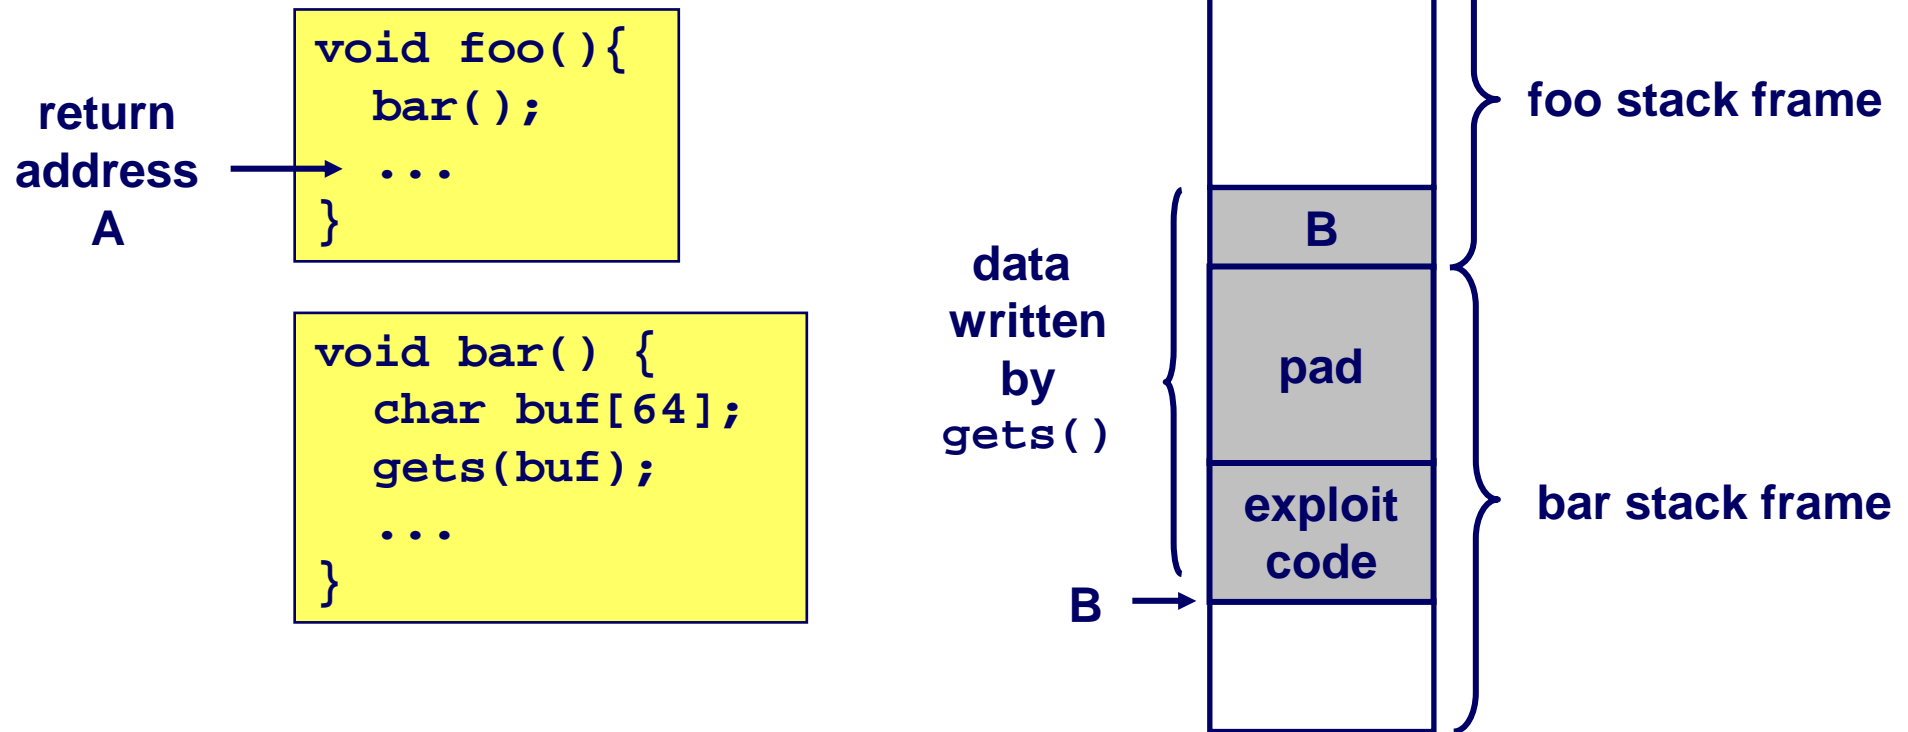 void foo(){
  bar();
  ...
}
return
address
A
void bar() {
  char buf[64];
  gets(buf);
  ...
}
data
written
by
gets()
B
B
pad
exploit
code
foo stack frame
bar stack frame